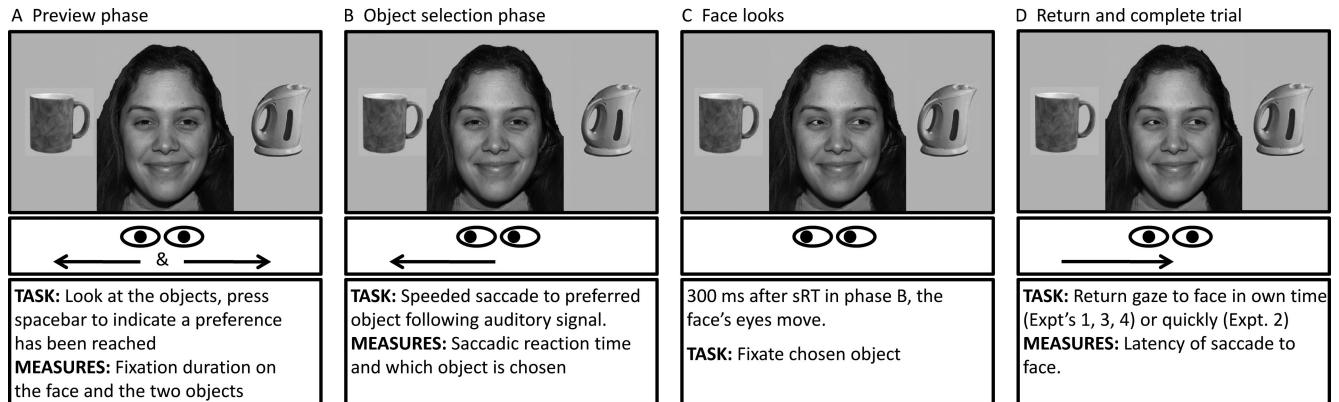 A Preview phase
&
TASK: Look at the objects, press
spacebar to indicate a preference
has been reached
MEASURES: Fixation duration on
the face and the two objects
B Object selection phase
TASK: Speeded saccade to preferred
object following auditory signal.
MEASURES: Saccadic reaction time
and which object is chosen
C Face looks
300 ms after sRT in phase B, the
face's eyes move.
TASK: Fixate chosen object
D Return and complete trial
TASK: Return gaze to face in own time
(Expt's 1, 3, 4) or quickly (Expt. 2)
MEASURES: Latency of saccade to
face.